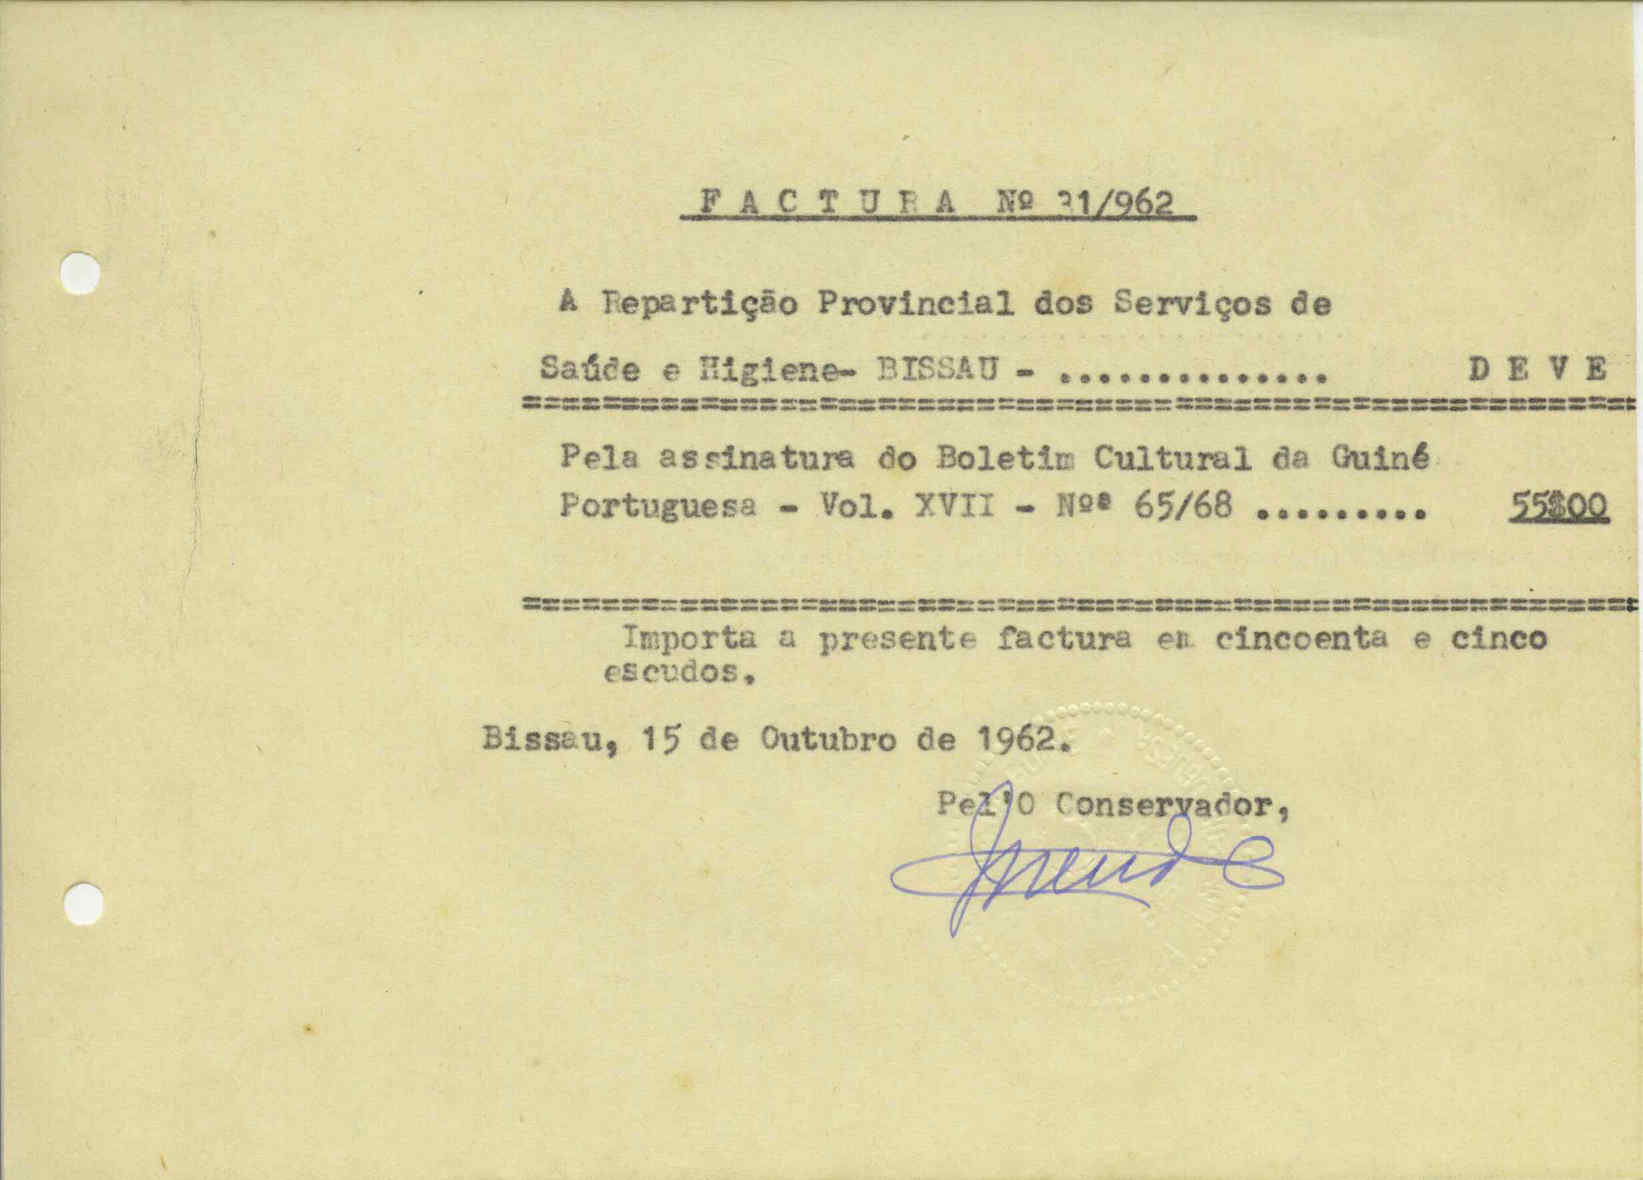 FACTURA Nº 31/962
A Repartição Provincial dos Serviços de
Saúde e Higiene- BISSAU - .............. DEVE
Pela assinatura do Boletim Cultural da Guiné
Portuguesa - Vol. XVII - Nºs 65/68 ......... 55$00
Importa a presente factura em cincoenta e cinco
escudos.
Bissau, 15 de Outubro de 1962.
Pel'O Conservador,